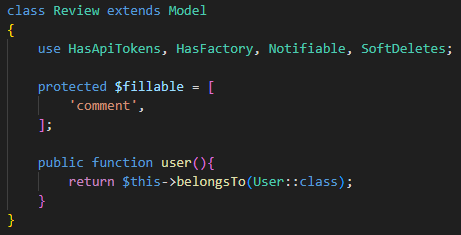 class Review extends Model
{
    use HasApiTokens, HasFactory, Notifiable, SoftDeletes;
    protected $fillable = [
        'comment',
    ];
    public function user(){
        return $this->belongsTo(User::class);
    }
}